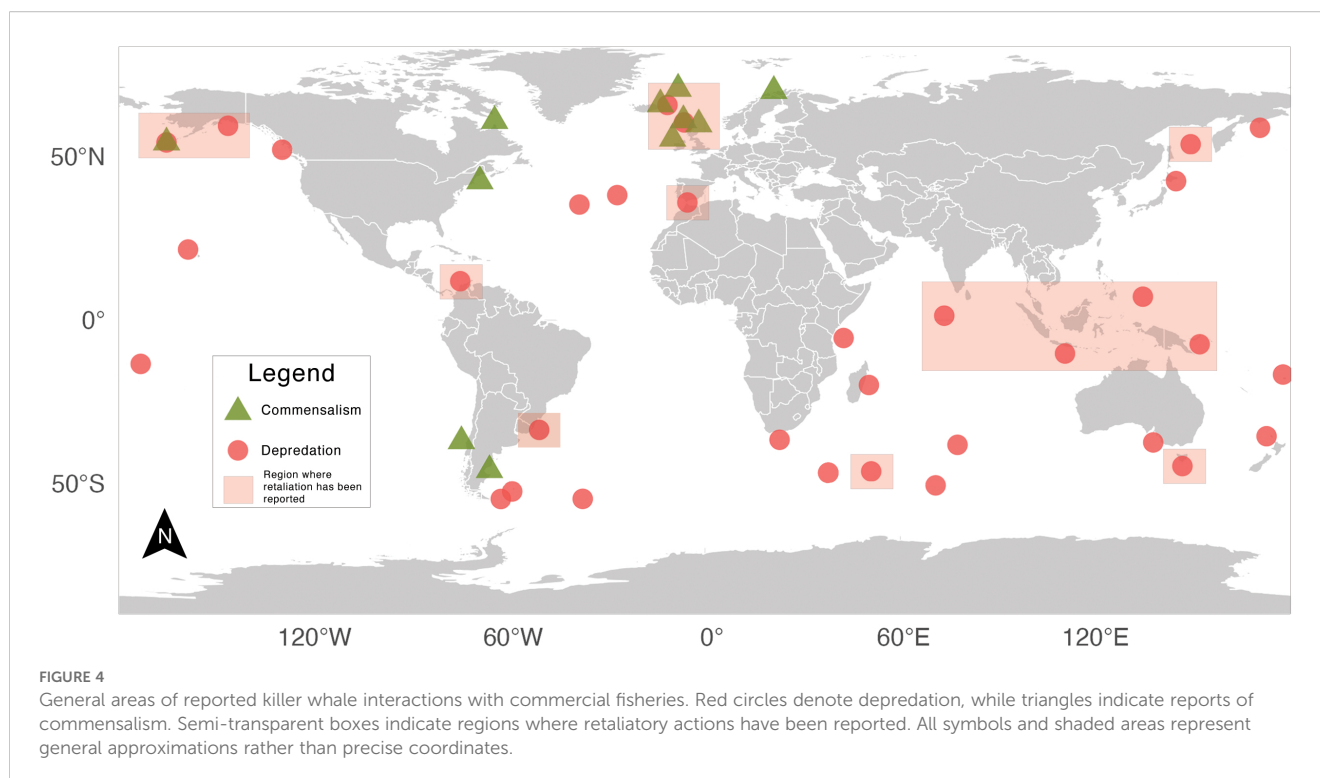 50°N
0°
50°S
Legend
Commensalism
Depredation
Region where
retaliation has been
reported
N
120°W 60°W 0° 60°E 120°E
FIGURE 4
General areas of reported killer whale interactions with commercial fisheries. Red circles denote depredation, while triangles indicate reports of
commensalism. Semi-transparent boxes indicate regions where retaliatory actions have been reported. All symbols and shaded areas represent
general approximations rather than precise coordinates.